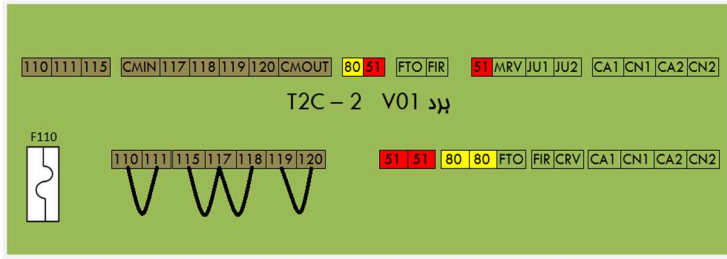 110 111 115 CMIN 117 118 119 120 CMOUT 80 51 FTO FIR 51 MRV JU1 JU2 CA1 CN1 CA2 CN2
T2C – 2 V01 برد
F110
110 111 115 117 118 119 120 51 51 80 80 FTO FIR CRV CA1 CN1 CA2 CN2